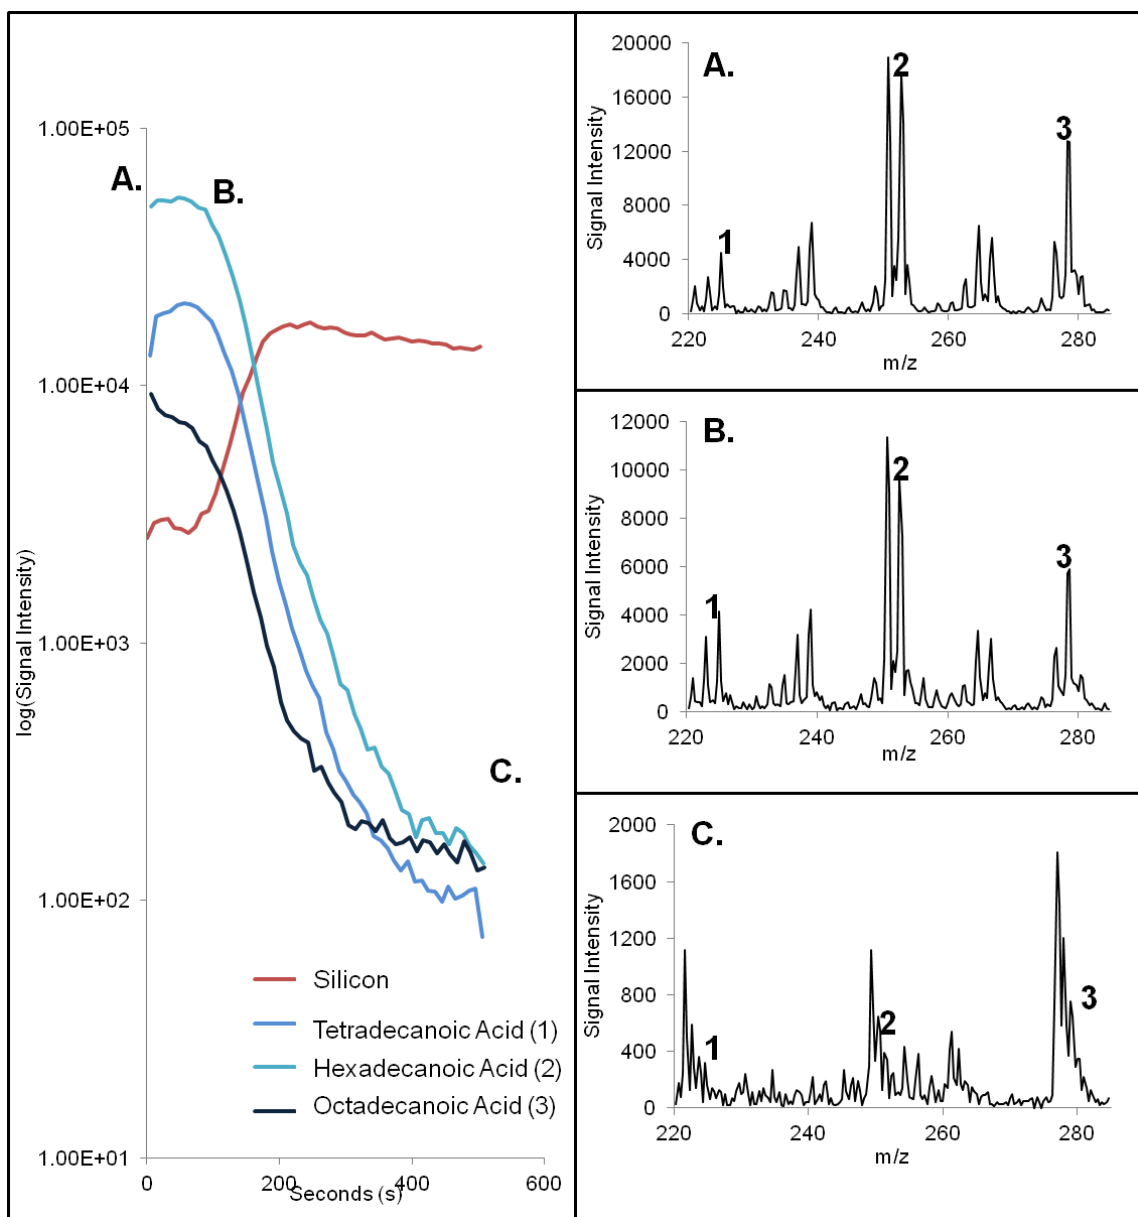 1.00E+05
A.
B.
1.00E+04
1.00E+03
C.
1.00E+02
1.00E+01
log(Signal Intensity)
Silicon
Tetradecanoic Acid (1)
Hexadecanoic Acid (2)
Octadecanoic Acid (3)
0 200 400 600
Seconds (s)
A.
20000
16000
12000
8000
4000
0
Signal Intensity
1
2
3
220 240 260 280
m/z
B.
12000
10000
8000
6000
4000
2000
0
Signal Intensity
1
2
3
220 240 260 280
m/z
C.
2000
1600
1200
800
400
0
Signal Intensity
1
2
3
220 240 260 280
m/z